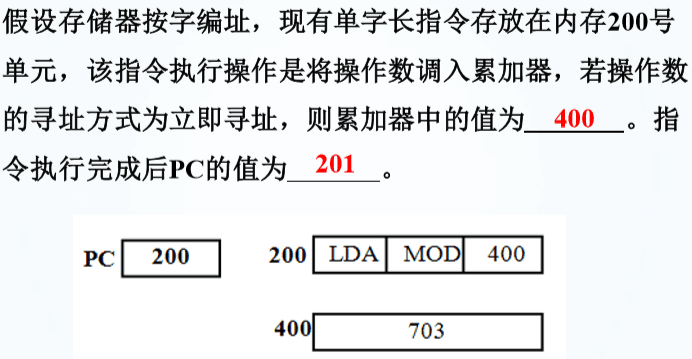 假设存储器按字编址，现有单字长指令存放在内存200号
单元，该指令执行操作是将操作数调入累加器，若操作数
的寻址方式为立即寻址，则累加器中的值为 400 。指
令执行完成后PC的值为 201 。
PC 200 200 LDA MOD 400
400 703